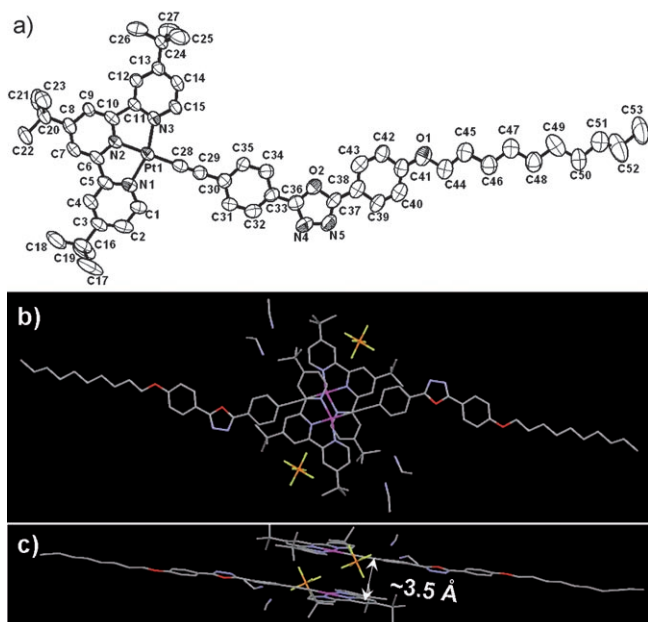 a)
C27
C26 C25
C24
C13
C12 C14
C23
C21 C9 C10 C15
C11
C8 N3
C20
C22 C7 N2 C28 C29
C6 Pt1
C5 N1
C4 C1
C3 C2
C18 C16
C19
C17
C35 C34
C30 C36
C31 C33
C32
O2
N4 N5
C37
C38
C43 C42
C39 C40
C41
O1
C44
C45 C46
C47 C48
C49 C50
C51 C52
C53
b)
c)
~3.5 Å